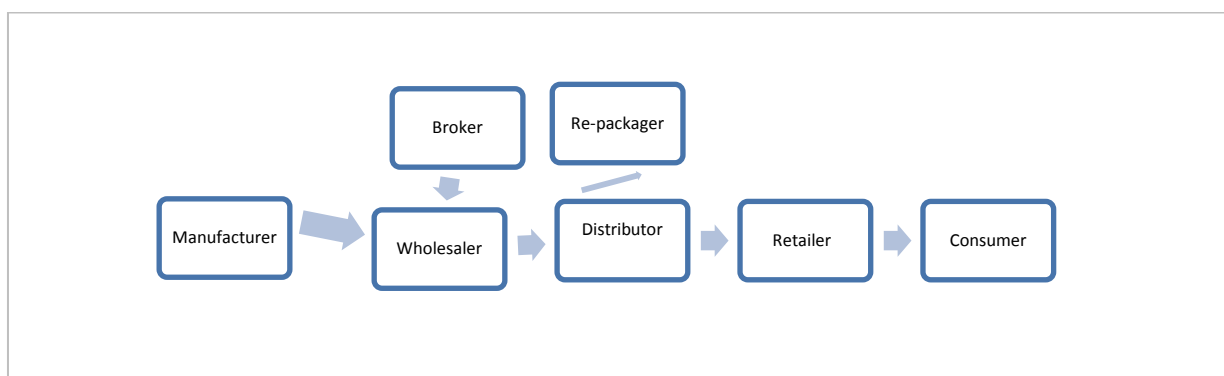 Broker
Re-packager
Manufacturer
Wholesaler
Distributor
Retailer
Consumer